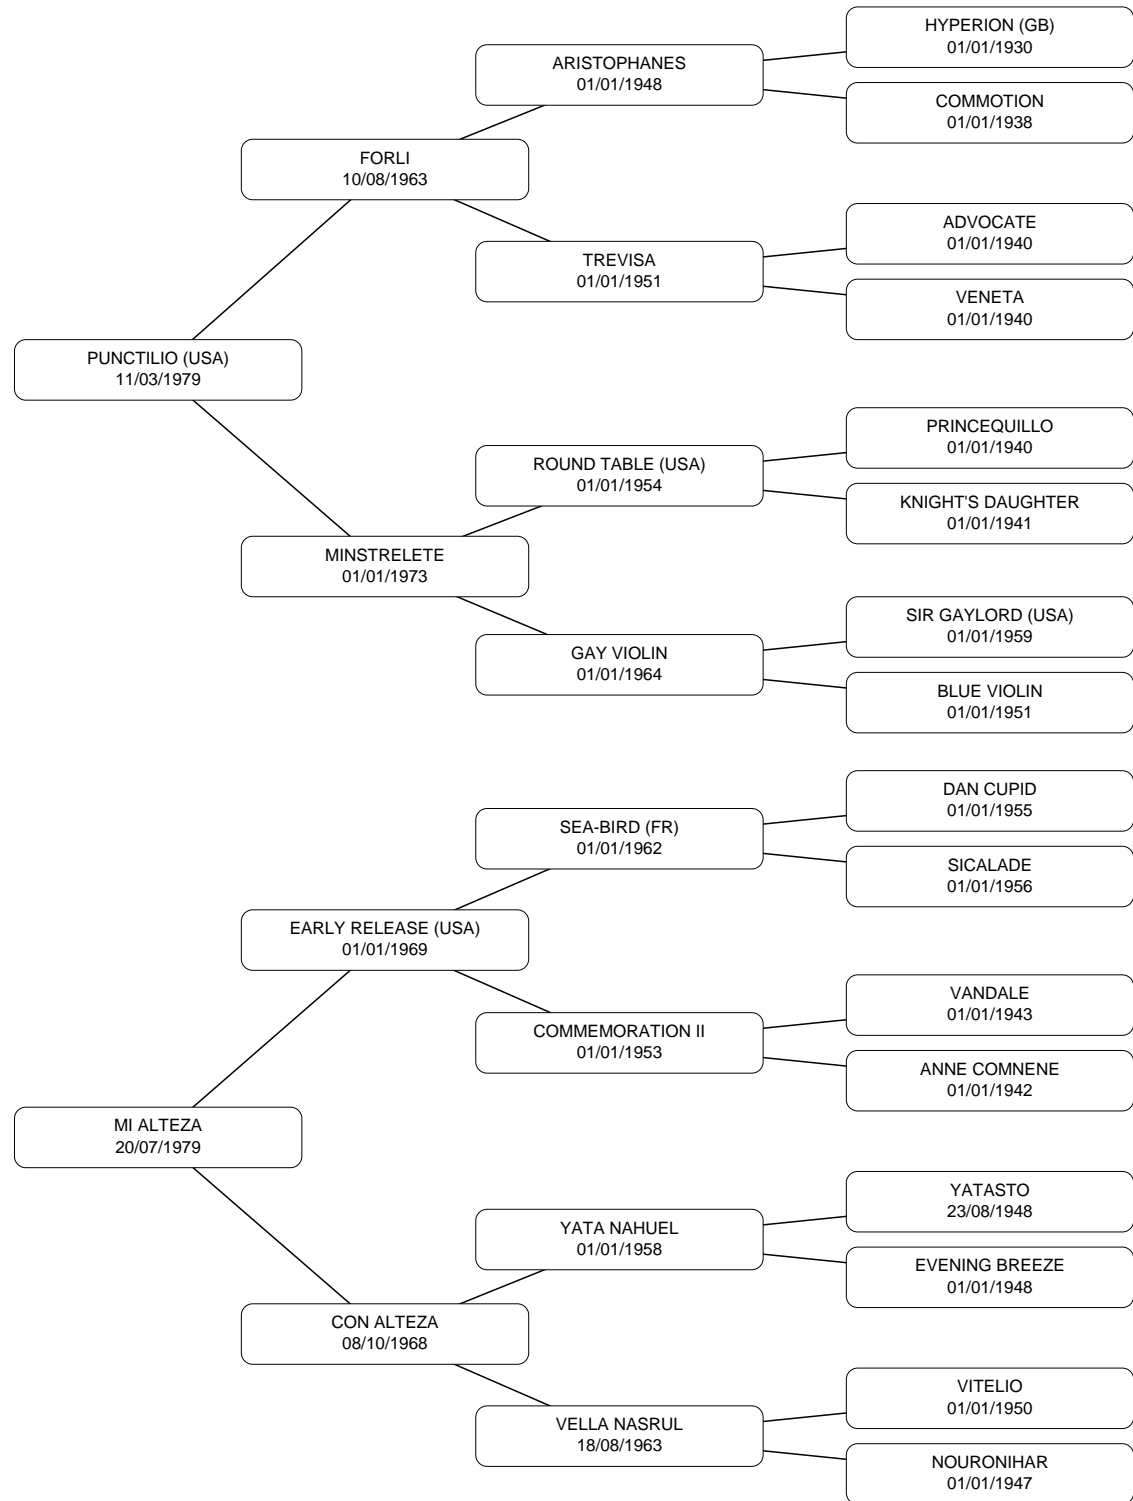 HYPERION (GB)
01/01/1930
ARISTOPHANES
01/01/1948
COMMOTION
01/01/1938
FORLI
10/08/1963
ADVOCATE
01/01/1940
TREVISA
01/01/1951
VENETA
01/01/1940
PUNCTILIO (USA)
11/03/1979
PRINCEQUILLO
01/01/1940
ROUND TABLE (USA)
01/01/1954
KNIGHT'S DAUGHTER
01/01/1941
MINSTRELETE
01/01/1973
SIR GAYLORD (USA)
01/01/1959
GAY VIOLIN
01/01/1964
BLUE VIOLIN
01/01/1951
DAN CUPID
01/01/1955
SEA-BIRD (FR)
01/01/1962
SICALADE
01/01/1956
EARLY RELEASE (USA)
01/01/1969
VANDALE
01/01/1943
COMMEMORATION II
01/01/1953
ANNE COMNENE
01/01/1942
MI ALTEZA
20/07/1979
YATASTO
23/08/1948
YATA NAHUEL
01/01/1958
EVENING BREEZE
01/01/1948
CON ALTEZA
08/10/1968
VITELIO
01/01/1950
VELLA NASRUL
18/08/1963
NOURONIHAR
01/01/1947